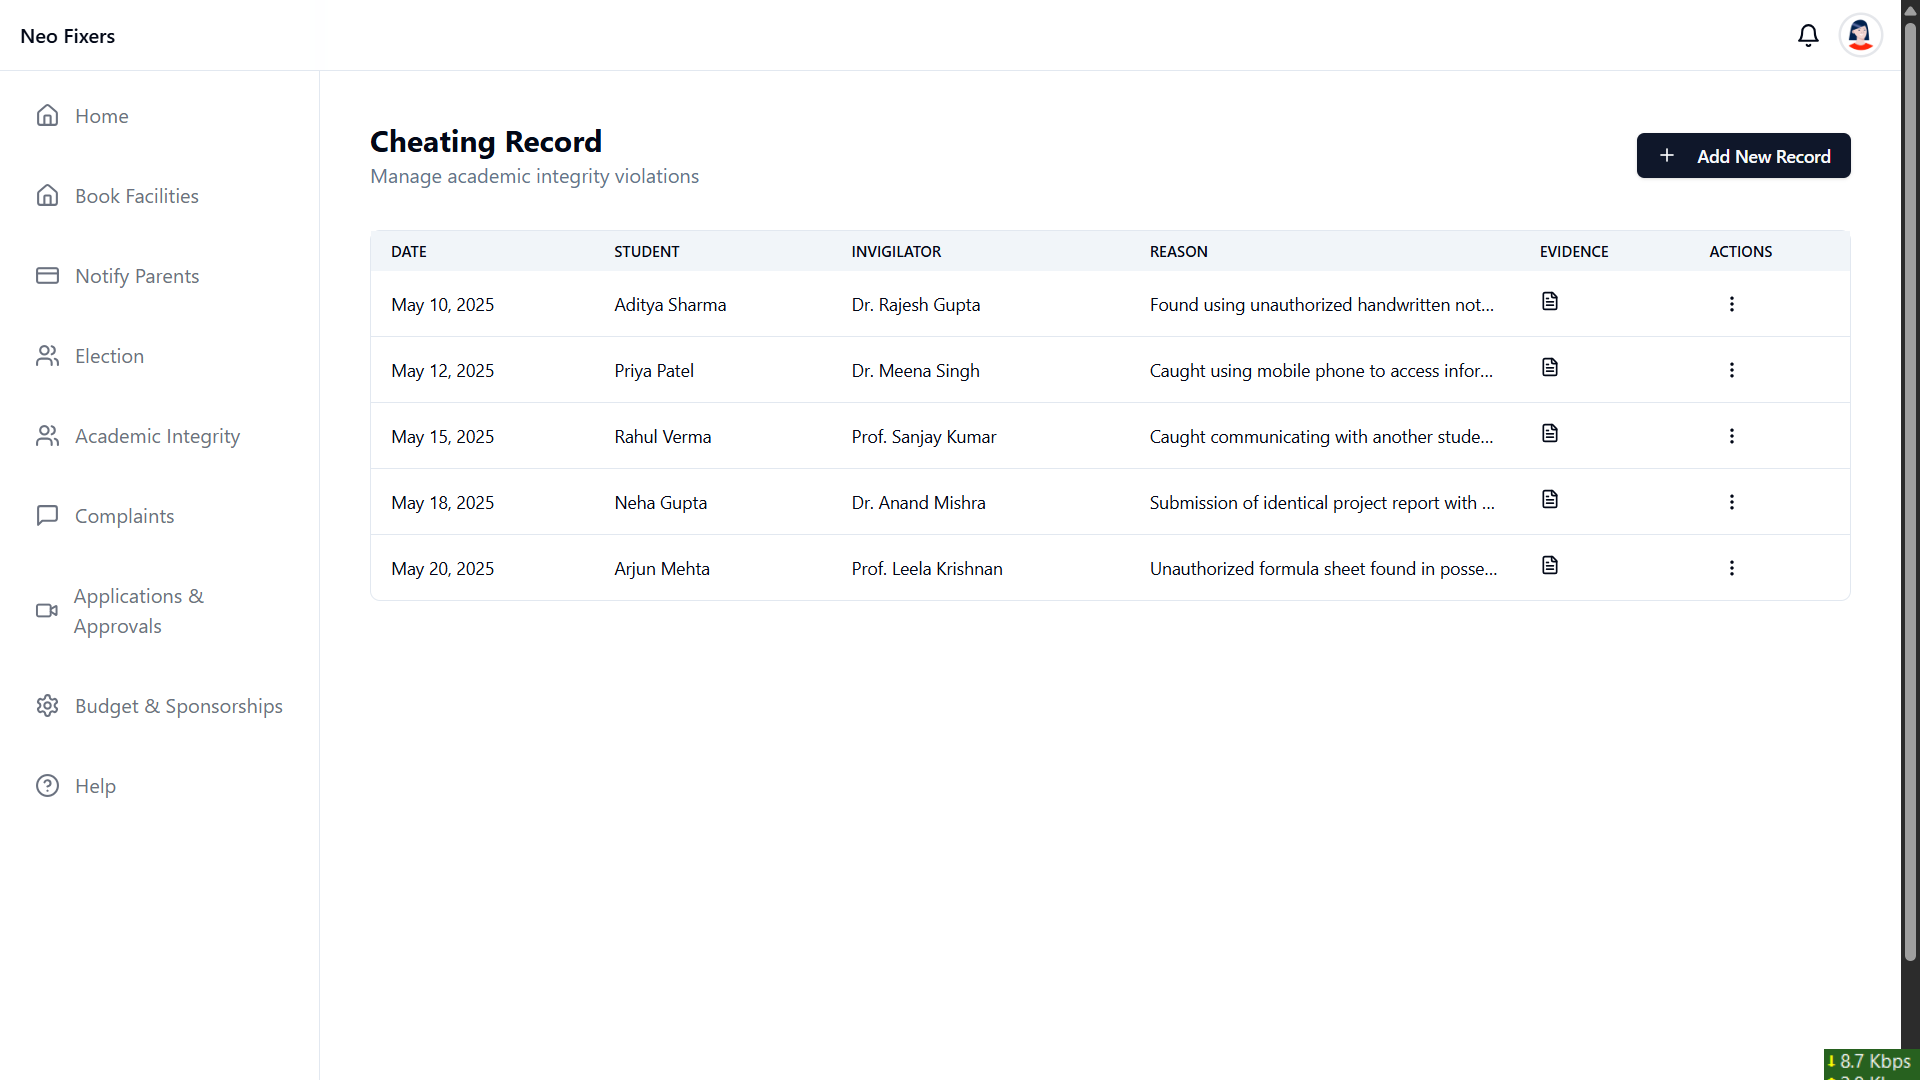 Neo Fixers
Home
Book Facilities
Notify Parents
Election
Academic Integrity
Complaints
Applications &
Approvals
Budget & Sponsorships
Help
Cheating Record
Manage academic integrity violations
+ Add New Record
DATE STUDENT INVIGILATOR REASON EVIDENCE ACTIONS
May 10, 2025 Aditya Sharma Dr. Rajesh Gupta Found using unauthorized handwritten not...
May 12, 2025 Priya Patel Dr. Meena Singh Caught using mobile phone to access infor...
May 15, 2025 Rahul Verma Prof. Sanjay Kumar Caught communicating with another stude...
May 18, 2025 Neha Gupta Dr. Anand Mishra Submission of identical project report with ...
May 20, 2025 Arjun Mehta Prof. Leela Krishnan Unauthorized formula sheet found in posse...
8.7 Kbps